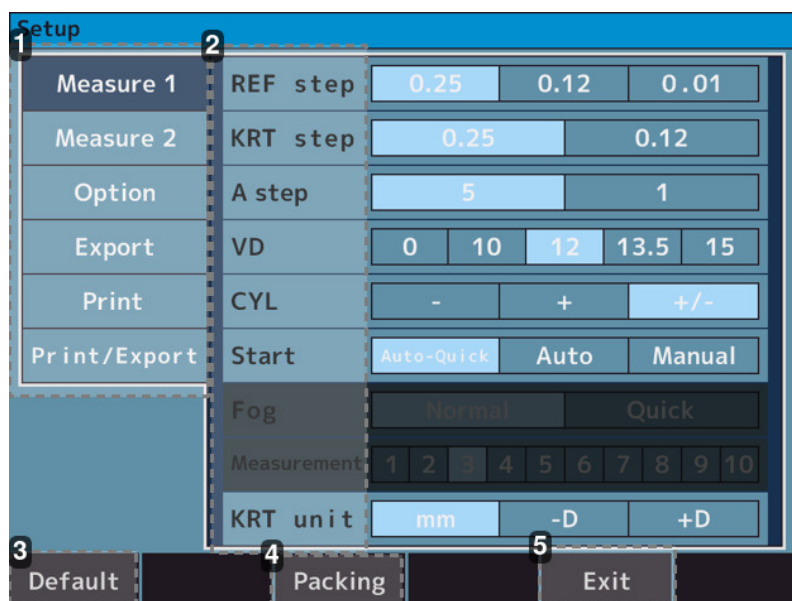 Setup
1
2
Measure 1
Measure 2
Option
Export
Print
Print/Export
REF step 0.25 0.12 0.01
KRT step 0.25 0.12
A step 5 1
VD 0 10 12 13.5 15
CYL - + +/-
Start Auto-Quick Auto Manual
Fog Normal Quick
Measurement 1 2 3 4 5 6 7 8 9 10
KRT unit mm -D +D
3
4
5
Default
Packing
Exit